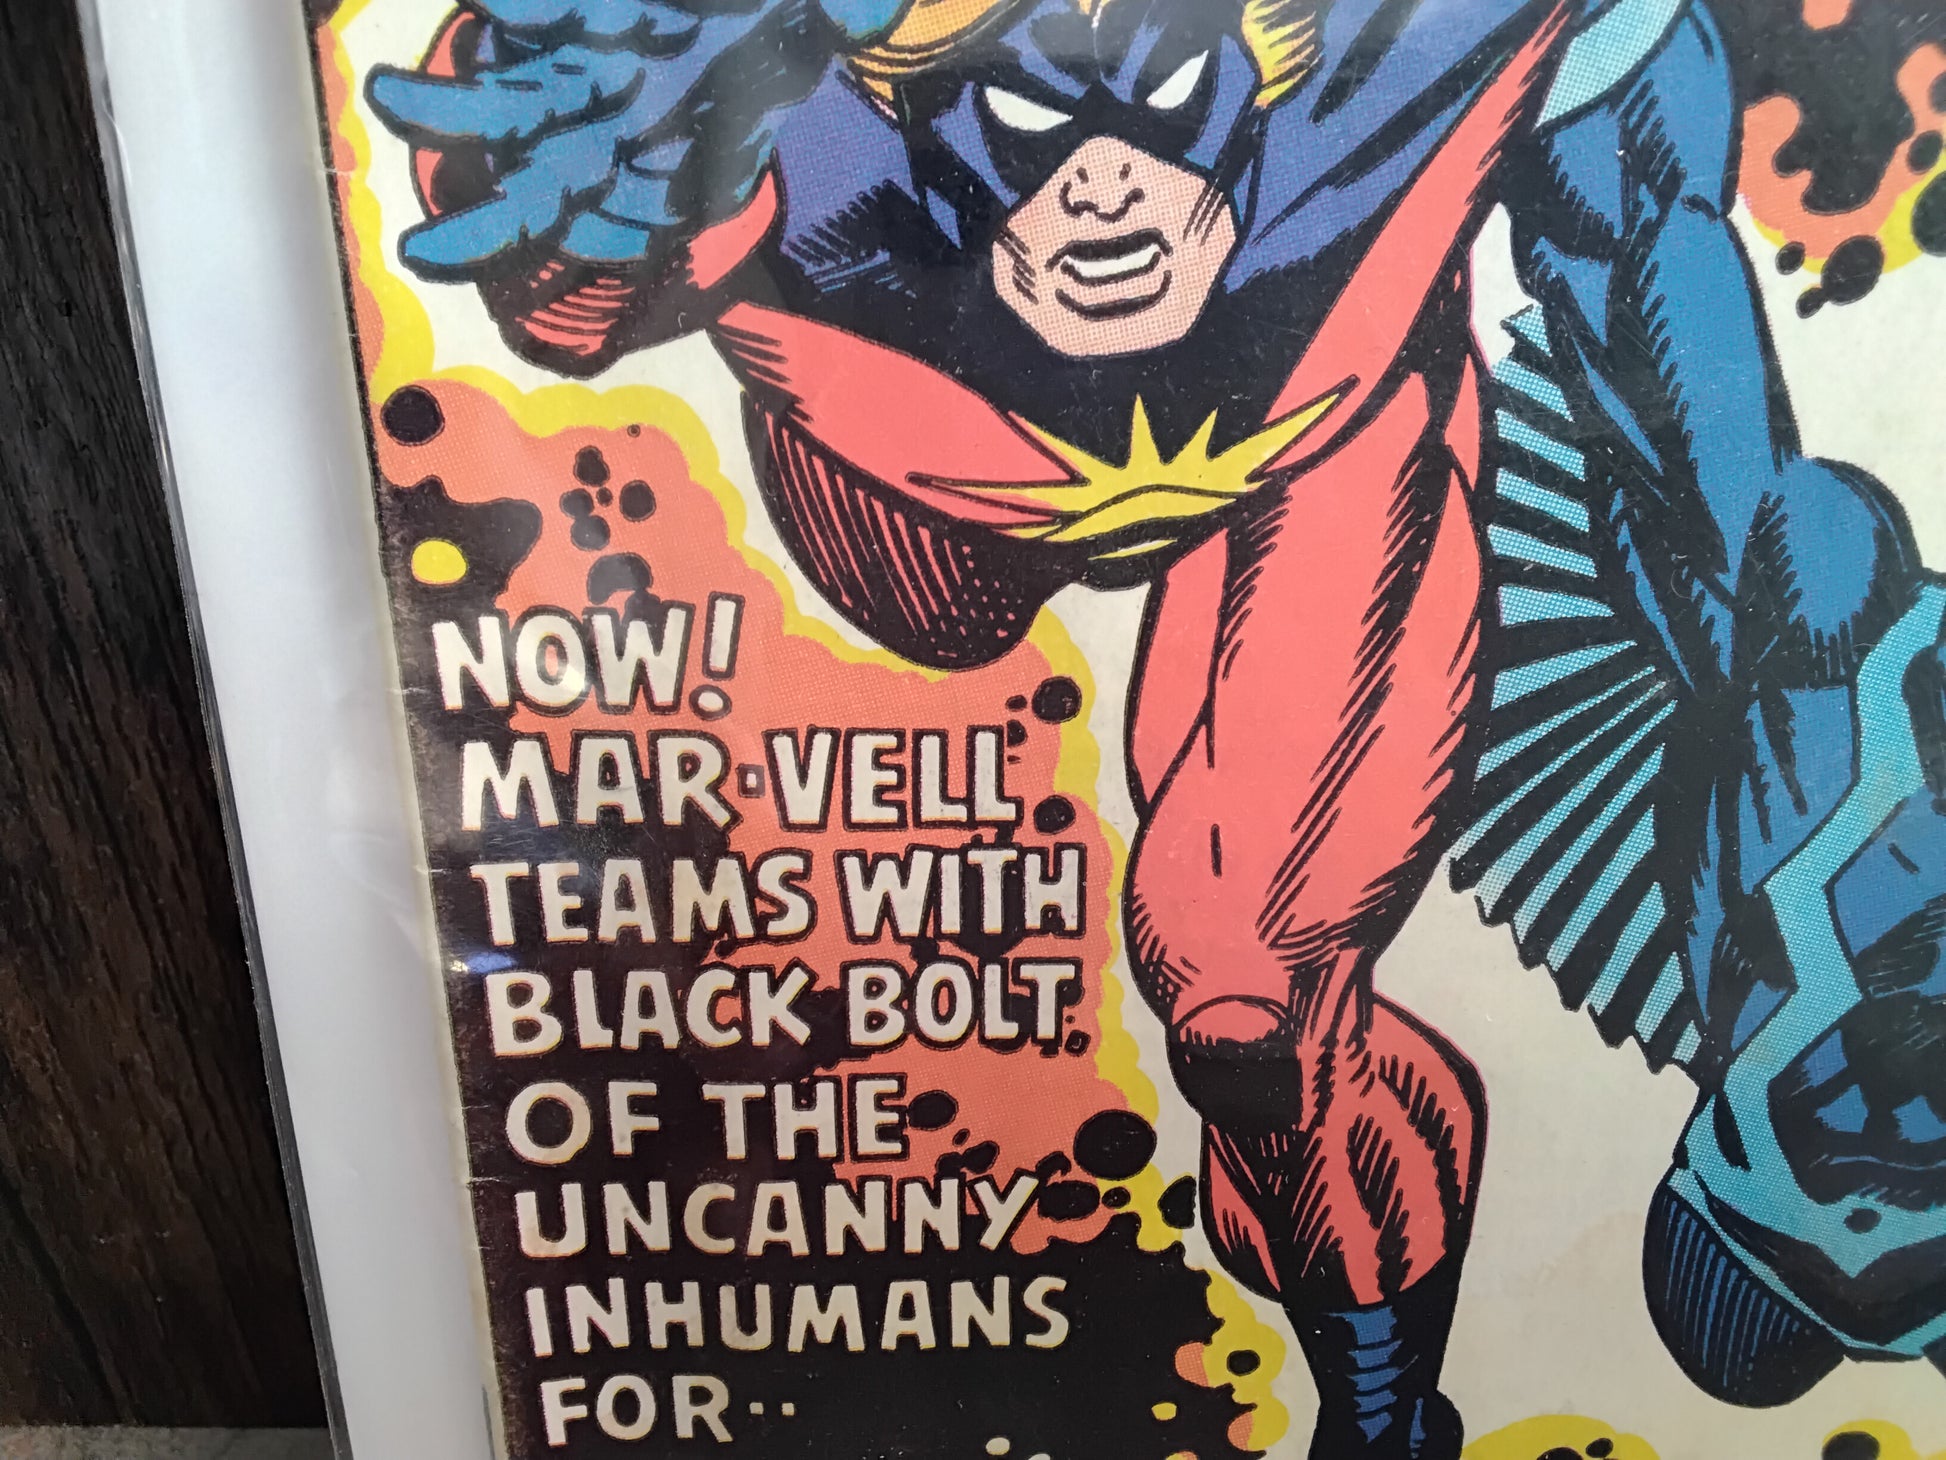 NOW!
MAR-VELL
TEAMS WITH
BLACK BOLT
OF THE
UNCANNY
INHUMANS
FOR--